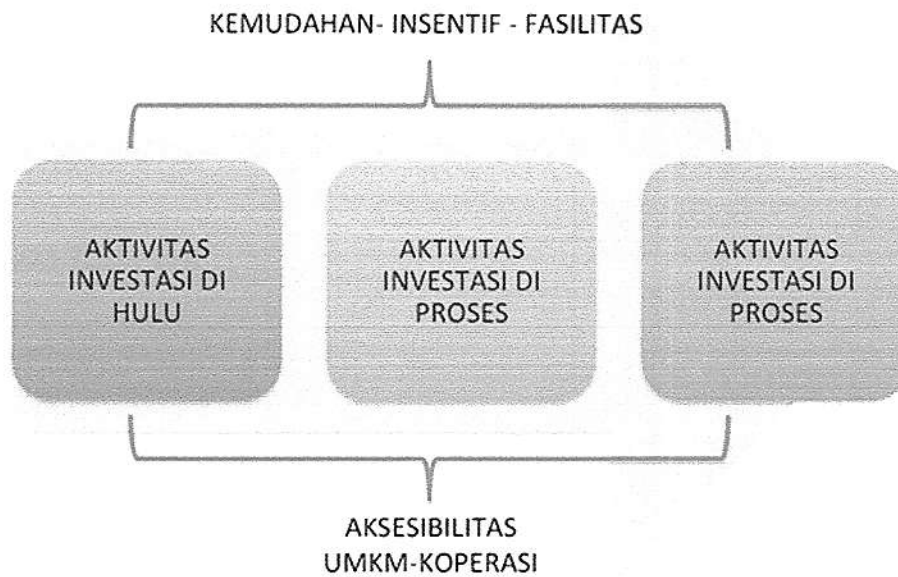 KEMUDAHAN- INSENTIF - FASILITAS
AKTIVITAS
INVESTASI DI
HULU
AKTIVITAS
INVESTASI DI
PROSES
AKTIVITAS
INVESTASI DI
PROSES
AKSESIBILITAS
UMKM-KOPERASI